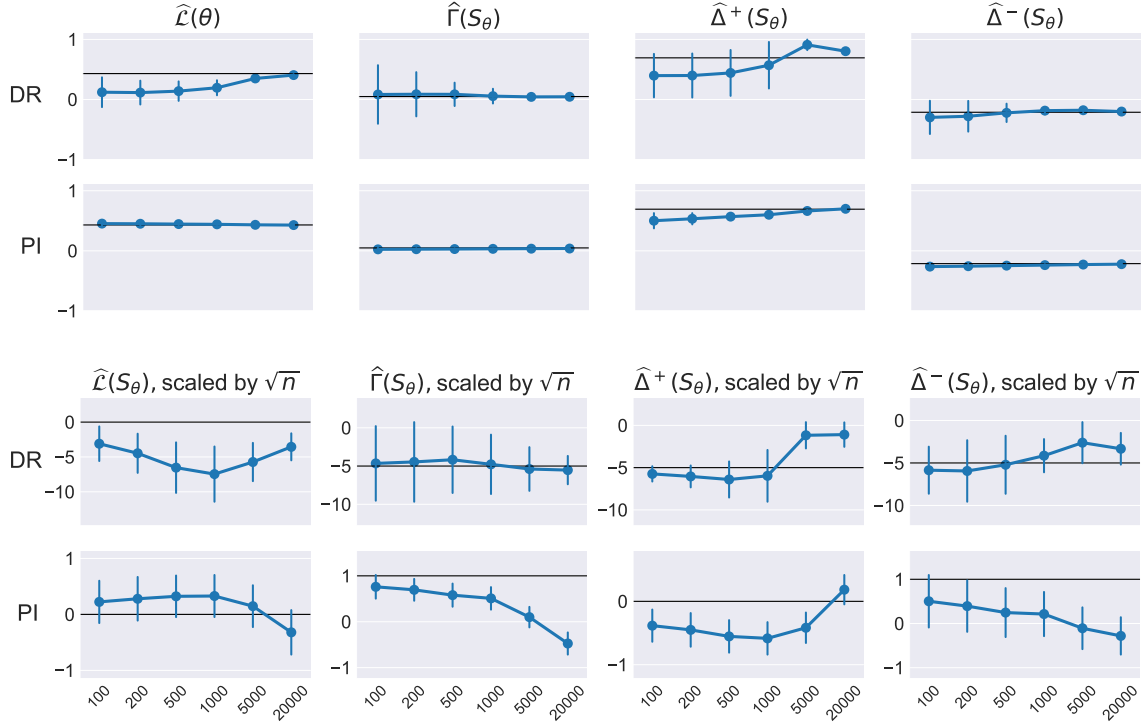 ℒ̂(θ) Γ̂(S_θ) Δ̂⁺(S_θ) Δ̂⁻(S_θ)
DR 1 0 −1
PI 1 0 −1
ℒ̂(S_θ), scaled by √n Γ̂(S_θ), scaled by √n Δ̂⁺(S_θ), scaled by √n Δ̂⁻(S_θ), scaled by √n
DR 0 −5 −10 0 −5 −10 0 −5 −10 0 −5 −10
PI 1 0 −1 1 0 −1 0 −1 1 0 −1
100 200 500 1000 5000 20000 100 200 500 1000 5000 20000 100 200 500 1000 5000 20000 100 200 500 1000 5000 20000